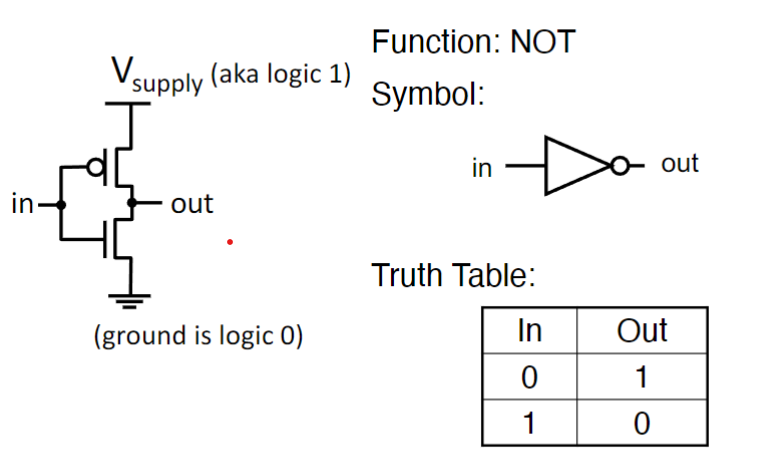 V supply (aka logic 1)
in
out
(ground is logic 0)
Function: NOT
Symbol:
in
out
Truth Table:
In Out
0 1
1 0